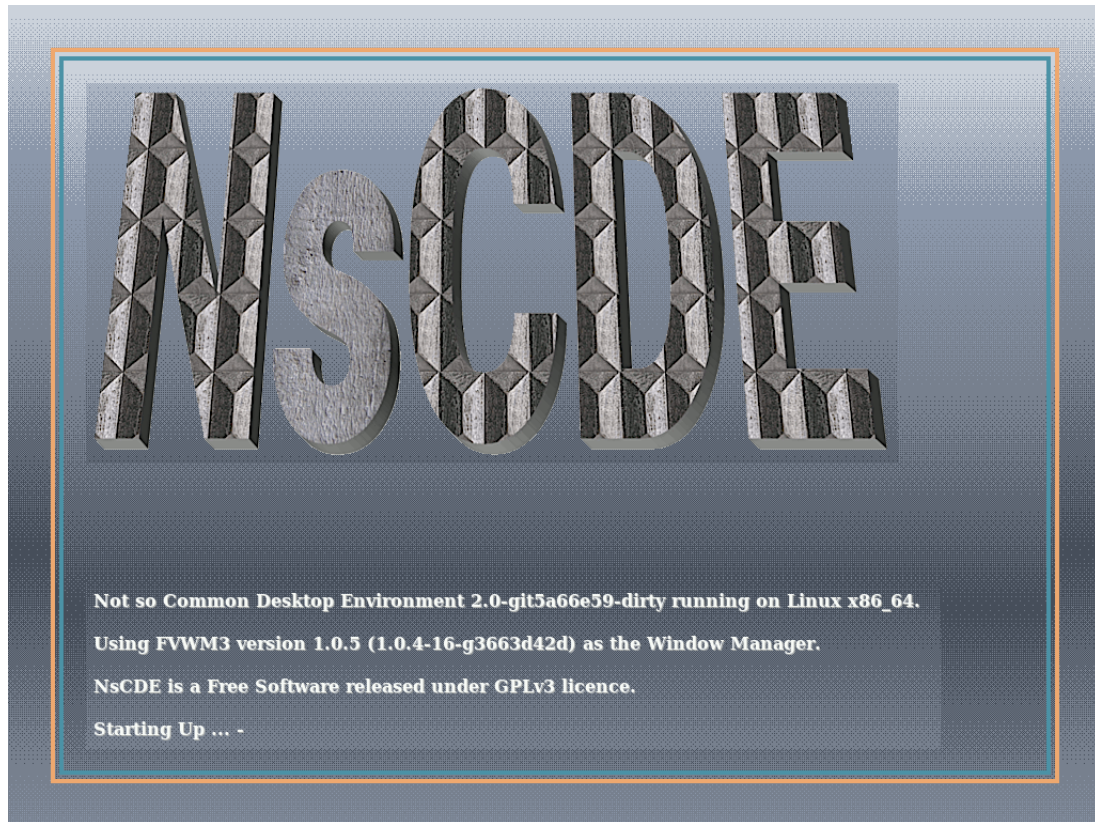 NsCDE
Not so Common Desktop Environment 2.0-git5a66e59-dirty running on Linux x86_64.
Using FVWM3 version 1.0.5 (1.0.4-16-g3663d42d) as the Window Manager.
NsCDE is a Free Software released under GPLv3 licence.
Starting Up ... -